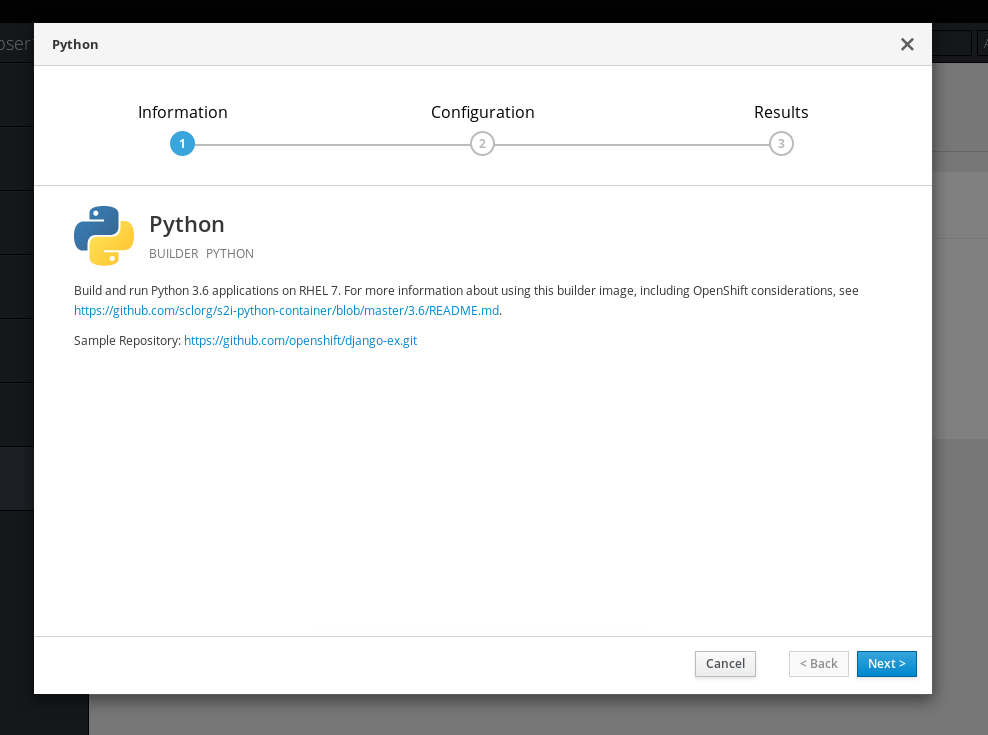 Python
Information
Configuration
Results
1
2
3
Python
BUILDER PYTHON
Build and run Python 3.6 applications on RHEL 7. For more information about using this builder image, including OpenShift considerations, see
https://github.com/sclorg/s2i-python-container/blob/master/3.6/README.md.
Sample Repository: https://github.com/openshift/django-ex.git
Cancel
< Back
Next >